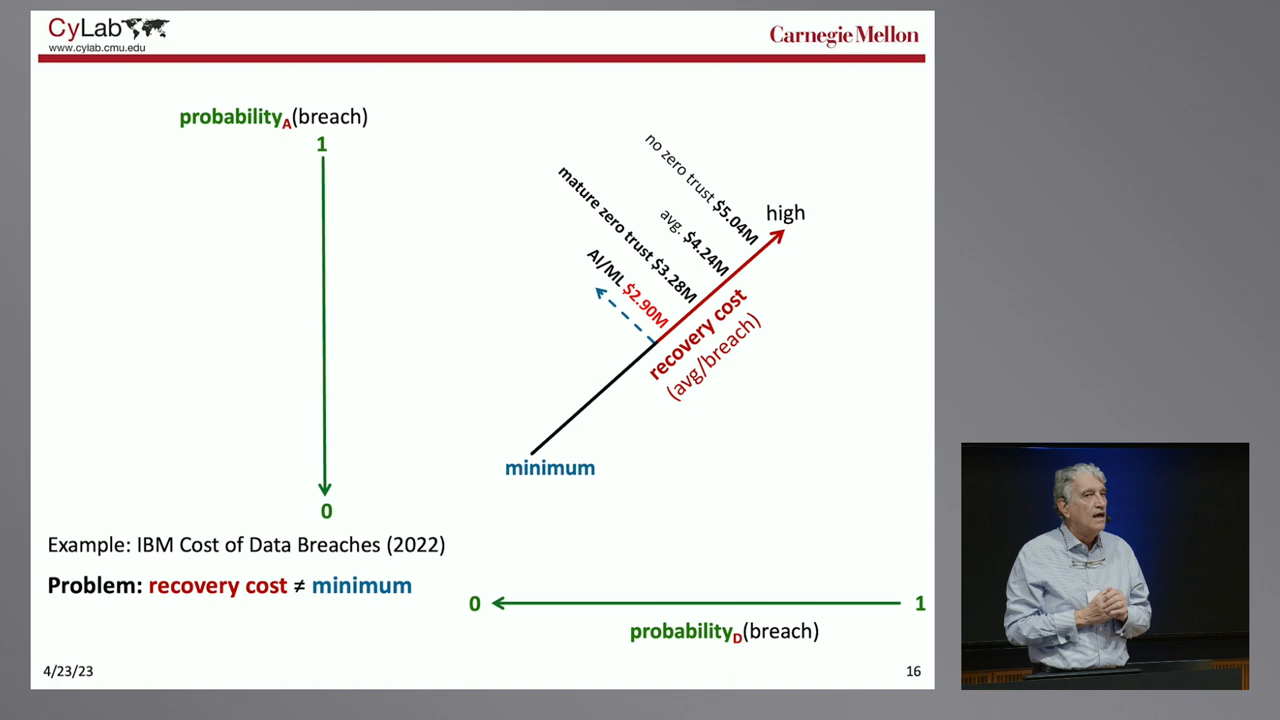 CyLab
www.cylab.cmu.edu
Carnegie Mellon
probabilityA(breach)
1
0
no zero trust $5.04M
avg. $4.24M
mature zero trust $3.28M
AI/ML $2.90M
high
recovery cost
(avg/breach)
minimum
Example: IBM Cost of Data Breaches (2022)
Problem: recovery cost ≠ minimum
0
1
probabilityD(breach)
4/23/23
16